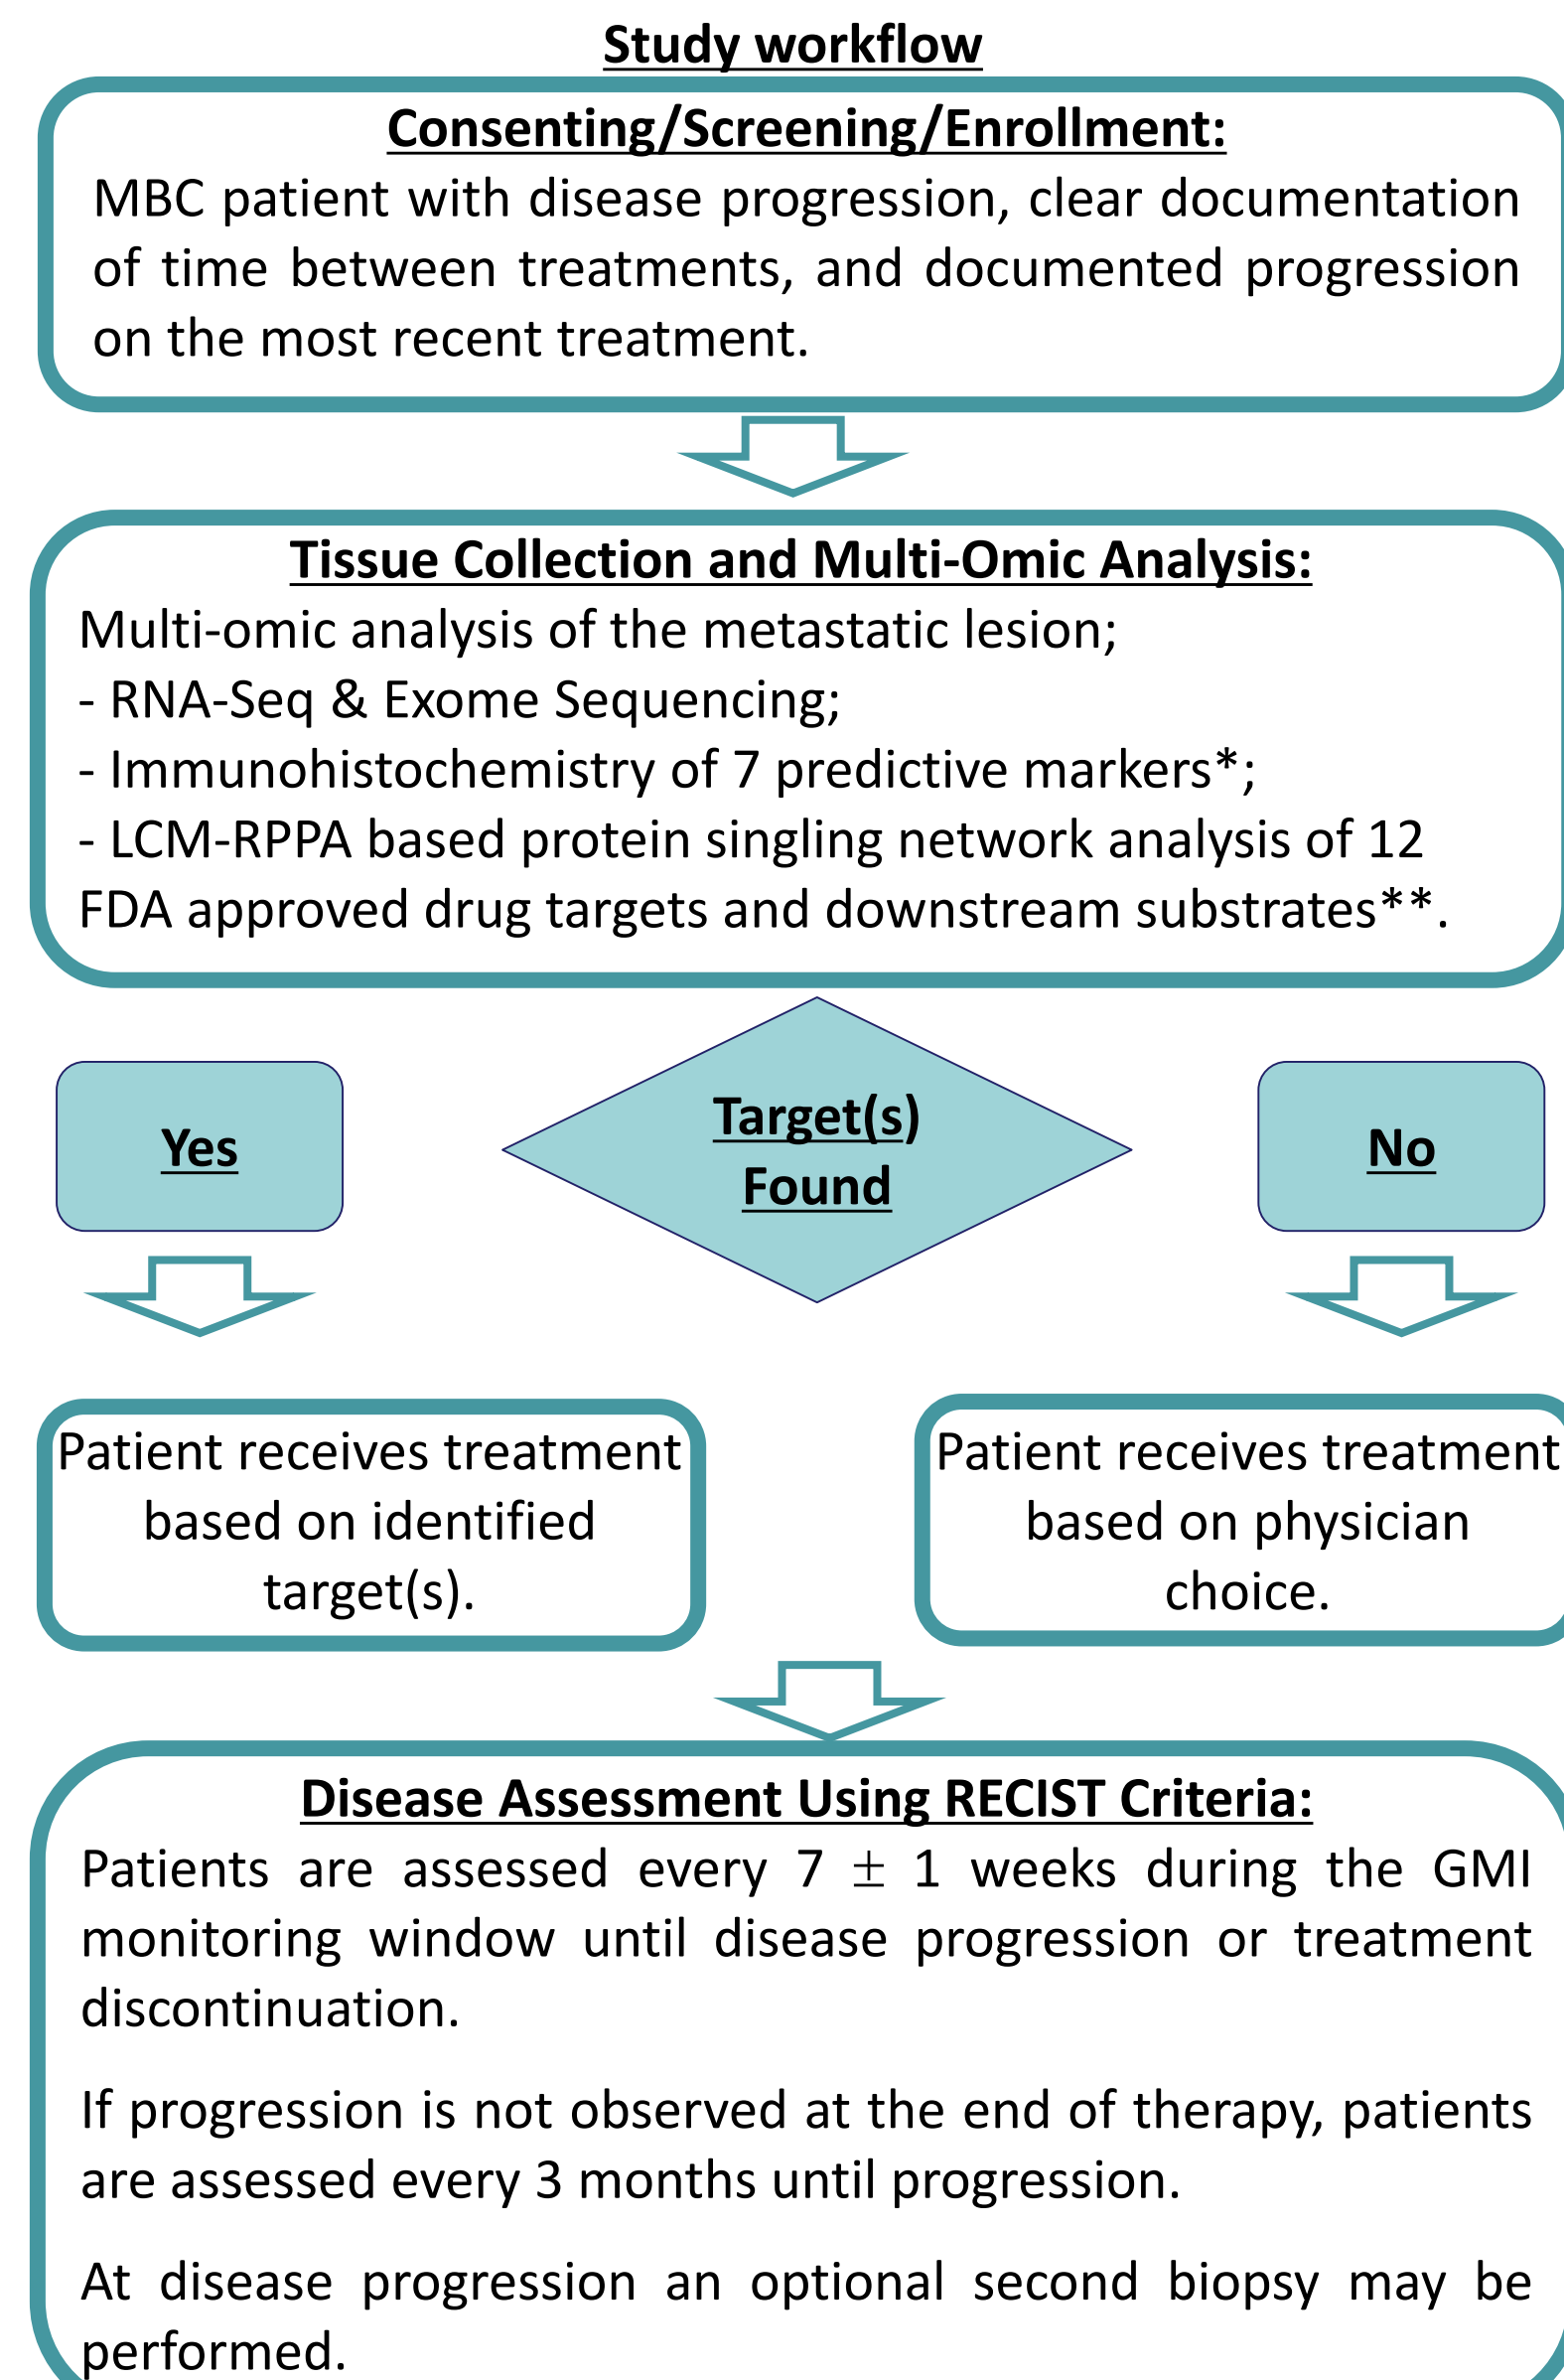 Study workflow
Consenting/Screening/Enrollment:
MBC patient with disease progression, clear documentation
of time between treatments, and documented progression
on the most recent treatment.
Tissue Collection and Multi-Omic Analysis:
Multi-omic analysis of the metastatic lesion;
- RNA-Seq & Exome Sequencing;
- Immunohistochemistry of 7 predictive markers*;
- LCM-RPPA based protein singling network analysis of 12
FDA approved drug targets and downstream substrates**.
Yes
Target(s)
Found
No
Patient receives treatment
based on identified
target(s).
Patient receives treatment
based on physician
choice.
Disease Assessment Using RECIST Criteria:
Patients are assessed every 7 ± 1 weeks during the GMI
monitoring window until disease progression or treatment
discontinuation.
If progression is not observed at the end of therapy, patients
are assessed every 3 months until progression.
At disease progression an optional second biopsy may be
performed.